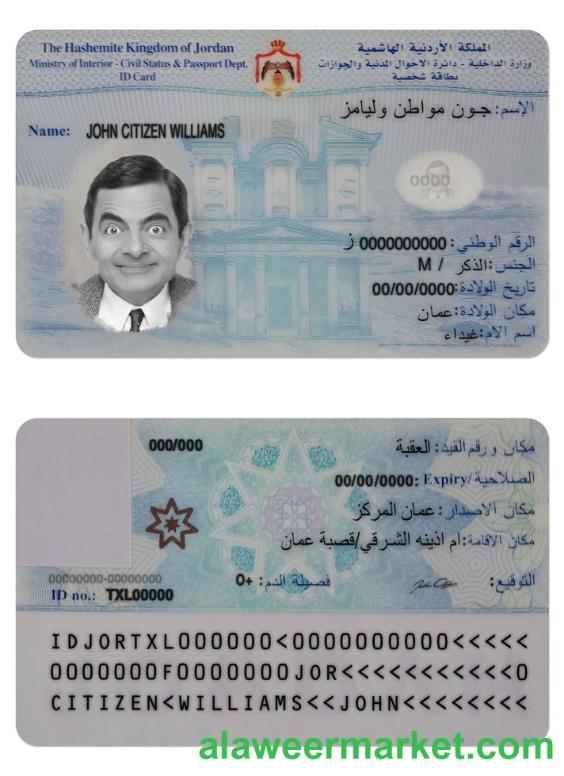 The Hashemite Kingdom of Jordan
Ministry of Interior - Civil Status & Passport Dept.
ID Card
المملكة الأردنية الهاشمية
وزارة الداخلية - دائرة الاحوال المدنية والجوازات
بطاقة شخصية
الإسم: جون مواطن وليامز
Name: JOHN CITIZEN WILLIAMS
0000
الرقم الوطني: 0000000000 ز
الجنس: الذكر / M
تاريخ الولادة: 00/00/0000
مكان الولادة: عمان
اسم الام: غيداء
000/000
مكان و رقم القيد: العقبة
الصلاحية/Expiry: 00/00/0000
مكان الاصدار: عمان المركز
مكان الاقامة: ام اذينه الشرقي/قصبة عمان
00000000-00000000
فصيلة الدم: +0
التوقيع:
ID no.: TXL00000
IDJORTXL000000<0000000000<<<<<
0000000F0000000JOR<<<<<<<<<<<0
CITIZEN<WILLIAMS<<JOHN<<<<<<<<
alaweermarket.com